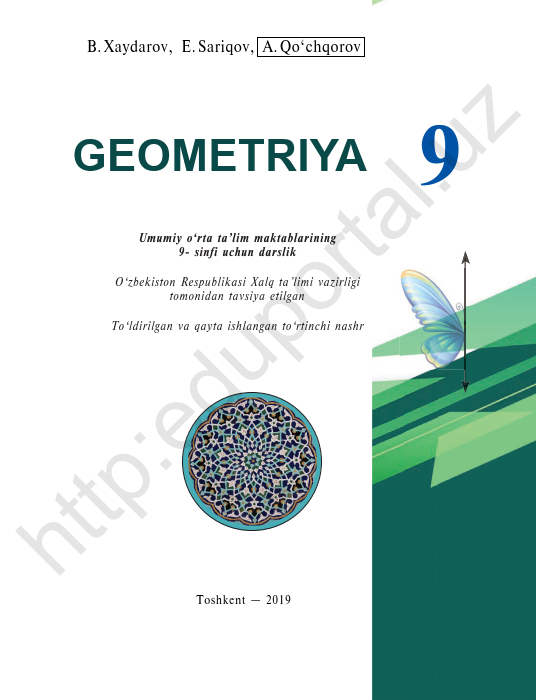 B. Xaydarov, E. Sariqov, A. Qo‘chqorov
GEOMETRIYA 9
Umumiy o‘rta ta’lim maktablarining
9- sinfi uchun darslik
O‘zbekiston Respublikasi Xalq ta’limi vazirligi
tomonidan tavsiya etilgan
To‘ldirilgan va qayta ishlangan to‘rtinchi nashr
Toshkent — 2019
http:eduportal.uz